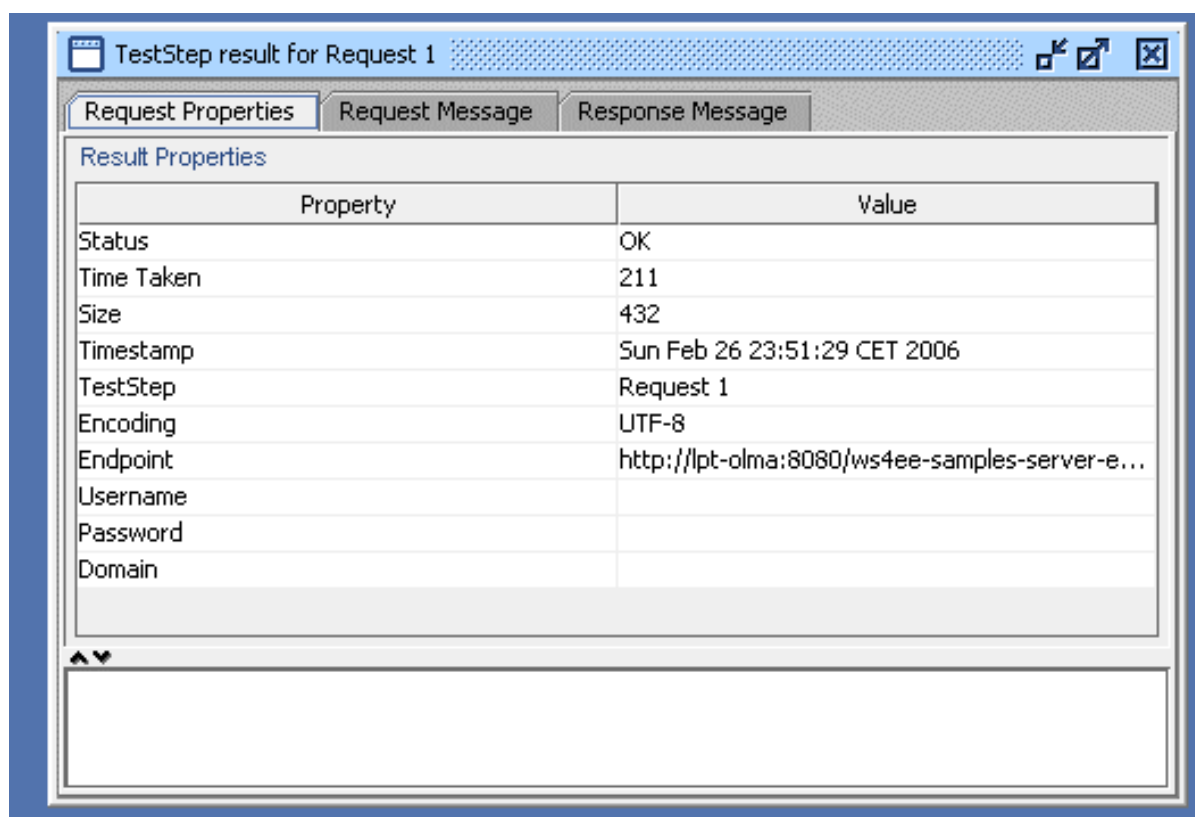 TestStep result for Request 1
Request Properties Request Message Response Message
Result Properties
Property Value
Status OK
Time Taken 211
Size 432
Timestamp Sun Feb 26 23:51:29 CET 2006
TestStep Request 1
Encoding UTF-8
Endpoint http://lpt-olma:8080/ws4ee-samples-server-e...
Username
Password
Domain